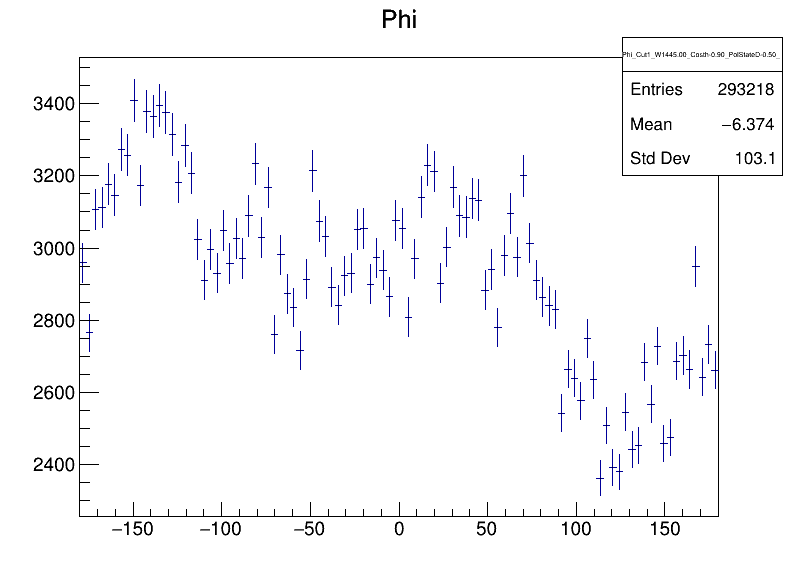 Phi
Phi_Cut1_W1445.00_Costh-0.90_PolStateD-0.50_
Entries 293218
Mean −6.374
Std Dev 103.1
3400
3200
3000
2800
2600
2400
−150 −100 −50 0 50 100 150